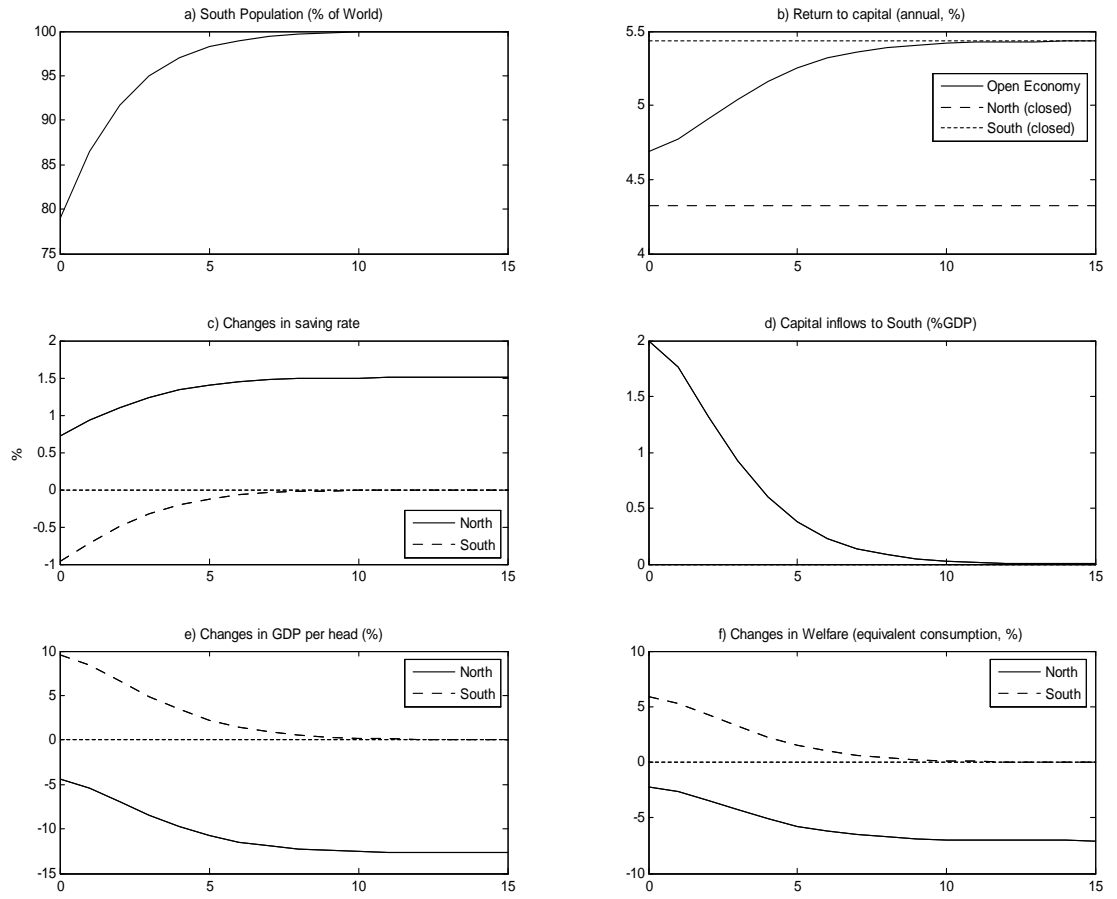 a) South Population (% of World)
100
95
90
85
80
75
0 5 10 15
b) Return to capital (annual, %)
5.5
5
4.5
4
Open Economy
North (closed)
South (closed)
0 5 10 15
c) Changes in saving rate
%
2
1.5
1
0.5
0
-0.5
-1
North
South
0 5 10 15
d) Capital inflows to South (%GDP)
2
1.5
1
0.5
0
0 5 10 15
e) Changes in GDP per head (%)
10
5
0
-5
-10
-15
North
South
0 5 10 15
f) Changes in Welfare (equivalent consumption, %)
10
5
0
-5
-10
North
South
0 5 10 15